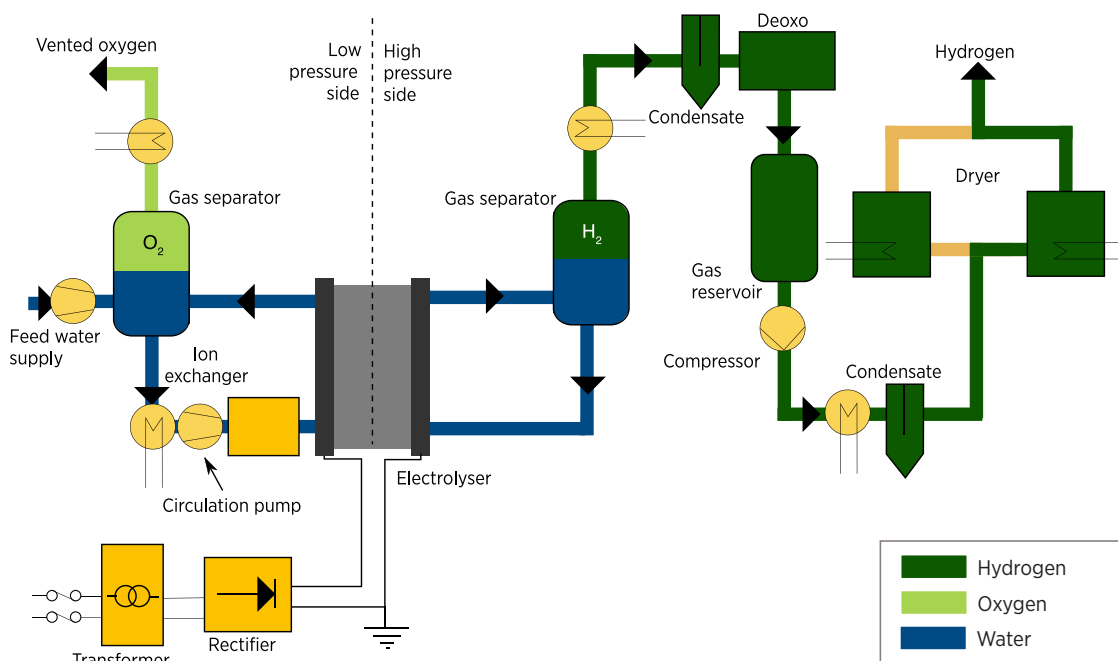 Vented oxygen
Low
pressure
side
High
pressure
side
Deoxo
Hydrogen
Condensate
Gas separator
Gas separator
Dryer
O2
H2
Gas
reservoir
Feed water
supply
Ion
exchanger
Compressor
Condensate
Electrolyser
Circulation pump
Hydrogen
Oxygen
Water
Rectifier
Transformer